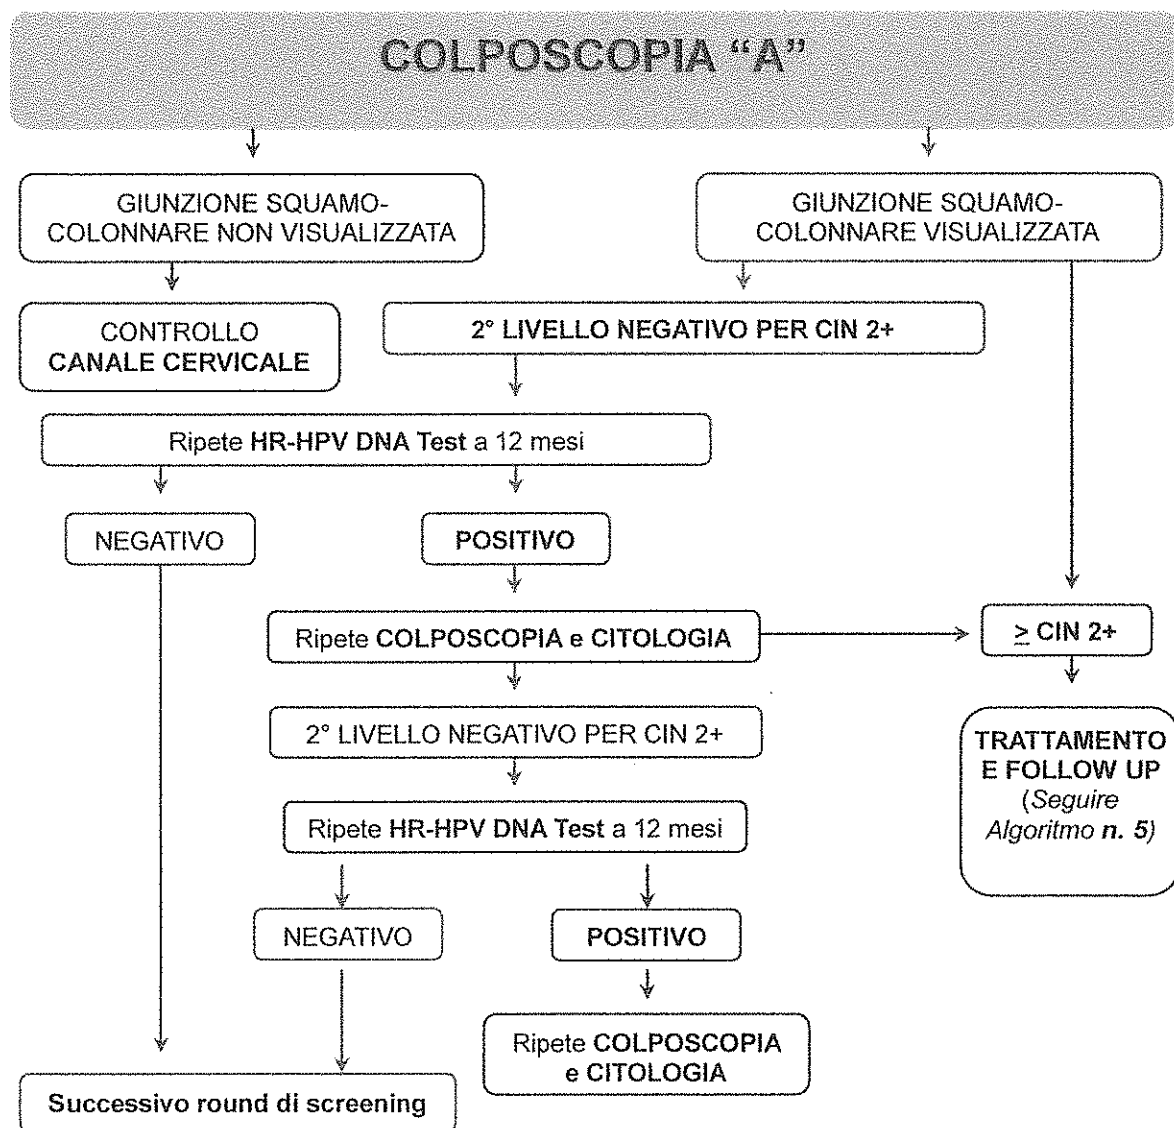 COLPOSCOPIA “A”
GIUNZIONE SQUAMO-
COLONNARE NON VISUALIZZATA
GIUNZIONE SQUAMO-
COLONNARE VISUALIZZATA
CONTROLLO
CANALE CERVICALE
2° LIVELLO NEGATIVO PER CIN 2+
Ripete HR-HPV DNA Test a 12 mesi
NEGATIVO
POSITIVO
Ripete COLPOSCOPIA e CITOLOGIA
≥ CIN 2+
2° LIVELLO NEGATIVO PER CIN 2+
TRATTAMENTO
E FOLLOW UP
(Seguire
Algoritmo n. 5)
Ripete HR-HPV DNA Test a 12 mesi
NEGATIVO
POSITIVO
Ripete COLPOSCOPIA
e CITOLOGIA
Successivo round di screening